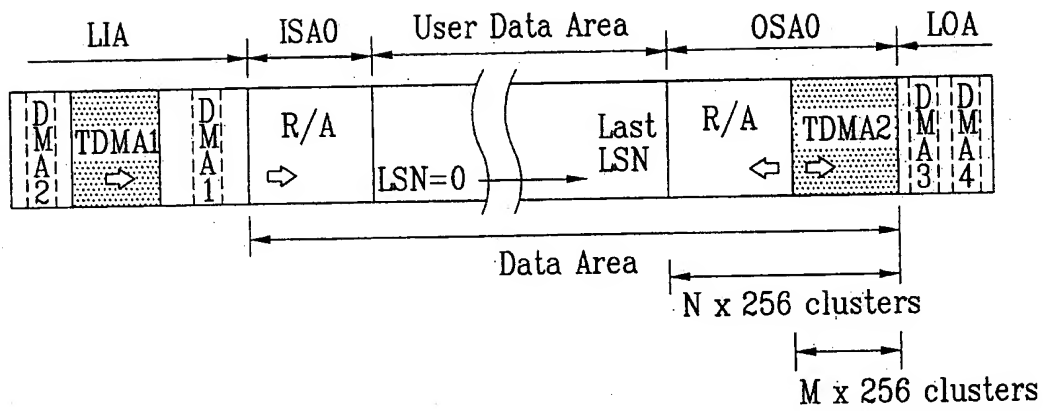 LIA ISA0 User Data Area OSA0 LOA
DMA2 TDMA1 DMA1 R/A LSN=0 Last LSN R/A TDMA2 DMA3 DMA4
Data Area
N x 256 clusters
M x 256 clusters